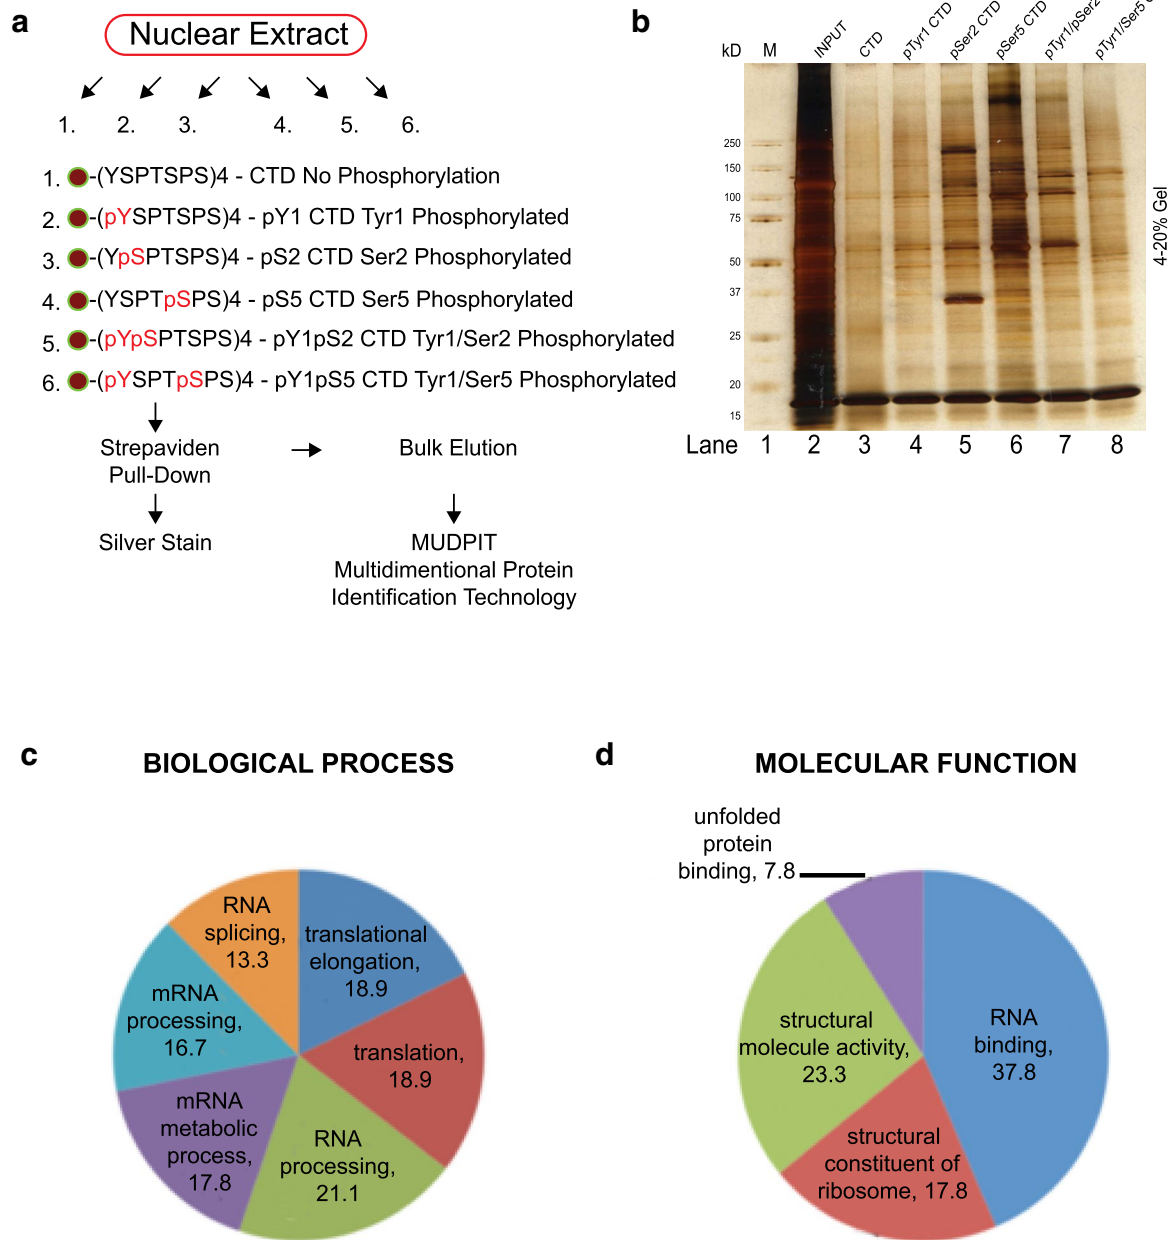 a
Nuclear Extract
1. 2. 3. 4. 5. 6.
1. -(YSPTSPS)4 - CTD No Phosphorylation
2. -(pYSPTSPS)4 - pY1 CTD Tyr1 Phosphorylated
3. -(YpSPTSPS)4 - pS2 CTD Ser2 Phosphorylated
4. -(YSPTpSPS)4 - pS5 CTD Ser5 Phosphorylated
5. -(pYpSPTSPS)4 - pY1pS2 CTD Tyr1/Ser2 Phosphorylated
6. -(pYSPTpSPS)4 - pY1pS5 CTD Tyr1/Ser5 Phosphorylated
Strepaviden
Pull-Down
Bulk Elution
Silver Stain
MUDPIT
Multidimentional Protein
Identification Technology
b
kD M INPUT CTD pTyr1 CTD pSer2 CTD pSer5 CTD pTyr1/pSer2 pTyr1/Ser5
250
150
100
75
50
37
25
20
15
4-20% Gel
Lane 1 2 3 4 5 6 7 8
c
BIOLOGICAL PROCESS
RNA
splicing,
13.3
translational
elongation,
18.9
mRNA
processing,
16.7
translation,
18.9
mRNA
metabolic
process,
17.8
RNA
processing,
21.1
d
MOLECULAR FUNCTION
unfolded
protein
binding, 7.8
structural
molecule activity,
23.3
RNA
binding,
37.8
structural
constituent of
ribosome, 17.8